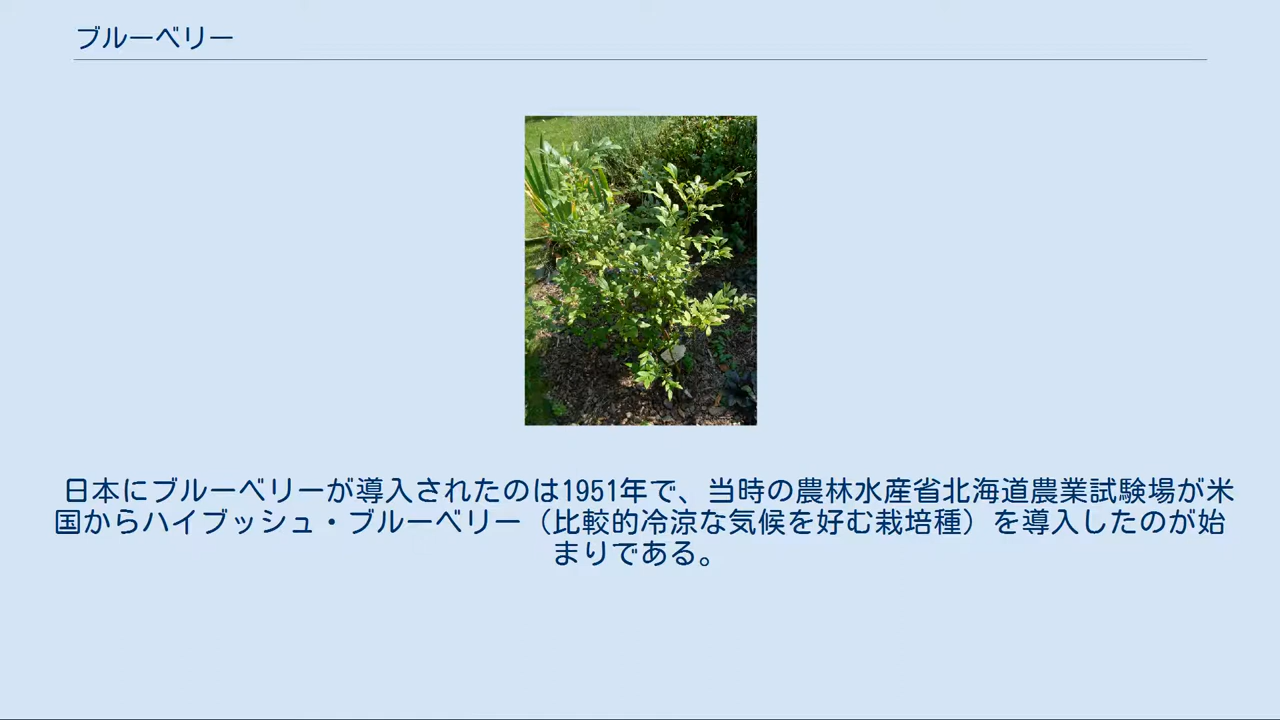 ブルーベリー
日本にブルーベリーが導入されたのは1951年で、当時の農林水産省北海道農業試験場が米
国からハイブッシュ・ブルーベリー（比較的冷涼な気候を好む栽培種）を導入したのが始
まりである。